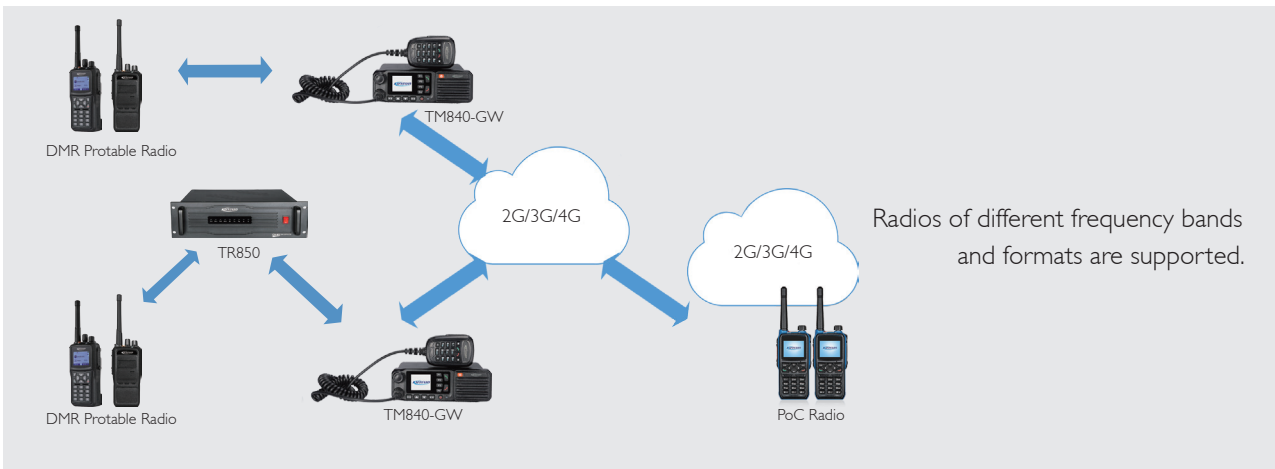 TM840-GW
DMR Protable Radio
2G/3G/4G
TR850
2G/3G/4G
Radios of different frequency bands
and formats are supported.
DMR Protable Radio
TM840-GW
PoC Radio